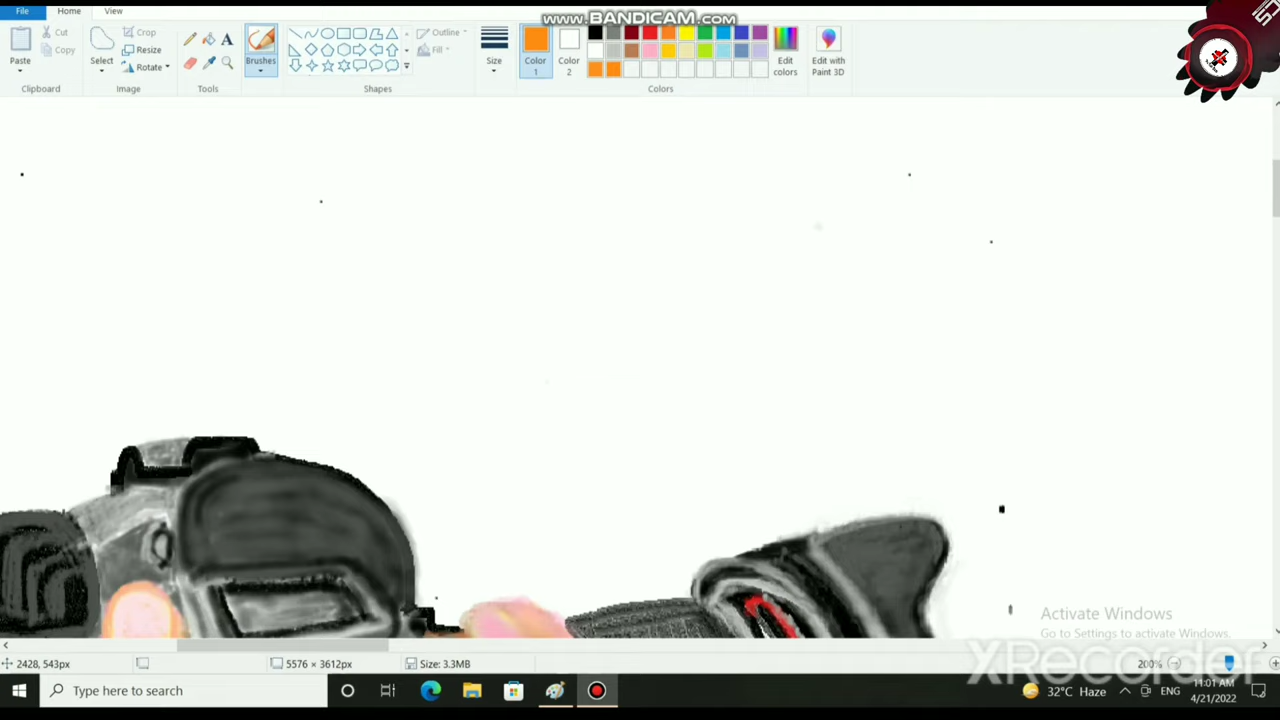 www.BANDICAM.com
File Home View
Paste
Cut
Copy
Clipboard
Select
Crop
Resize
Rotate
Image
A
Tools
Brushes
Outline
Fill
Shapes
Size
Color 1
Color 2
Colors
Edit colors
Edit with Paint 3D
Activate Windows
Go to Settings to activate Windows.
XRecorder
2428, 543px
5576 × 3612px
Size: 3.3MB
200%
Type here to search
32°C Haze
ENG
11:01 AM
4/21/2022